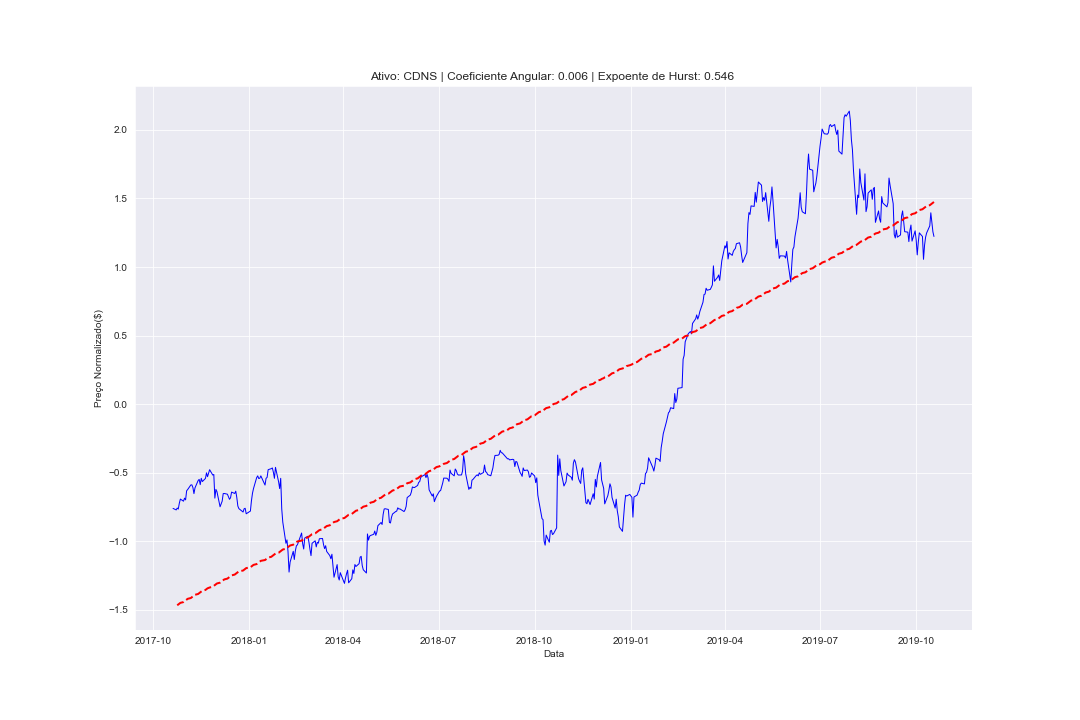 Ativo: CDNS | Coeficiente Angular: 0.006 | Expoente de Hurst: 0.546
Preço Normalizado($)
2.0
1.5
1.0
0.5
0.0
−0.5
−1.0
−1.5
2017-10 2018-01 2018-04 2018-07 2018-10 2019-01 2019-04 2019-07 2019-10
Data